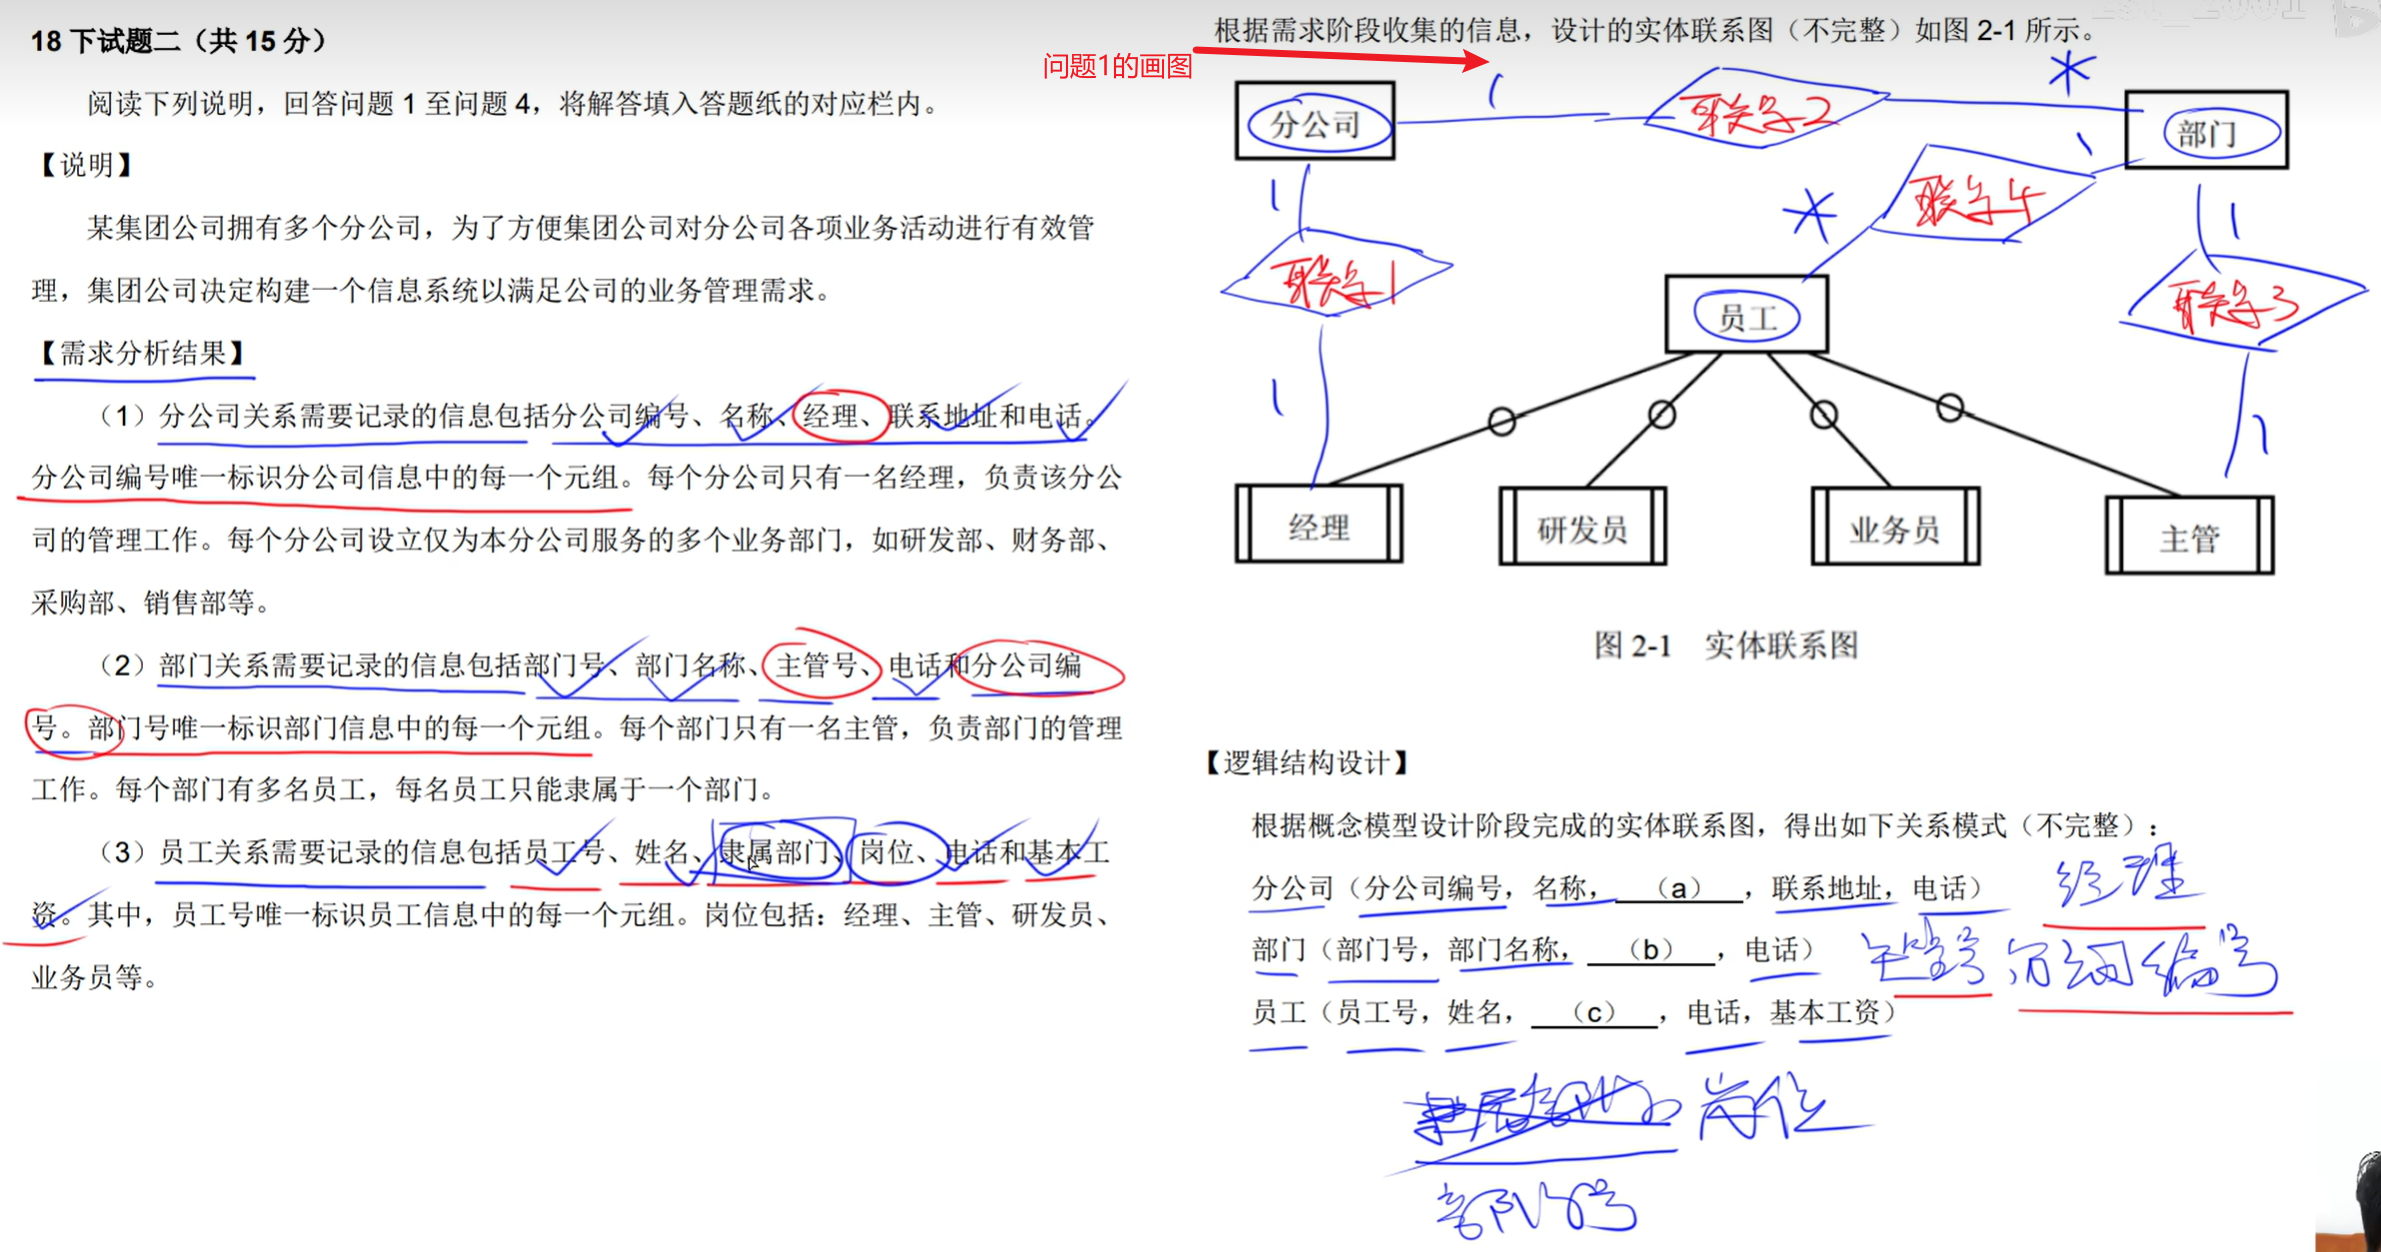 18 下试题二（共 15 分）
阅读下列说明，回答问题 1 至问题 4，将解答填入答题纸的对应栏内。
【说明】
某集团公司拥有多个分公司，为了方便集团公司对分公司各项业务活动进行有效管
理，集团公司决定构建一个信息系统以满足公司的业务管理需求。
【需求分析结果】
（1）分公司关系需要记录的信息包括分公司编号、名称、经理、联系地址和电话。
分公司编号唯一标识分公司信息中的每一个元组。每个分公司只有一名经理，负责该分公
司的管理工作。每个分公司设立仅为本分公司服务的多个业务部门，如研发部、财务部、
采购部、销售部等。
（2）部门关系需要记录的信息包括部门号、部门名称、主管号、电话和分公司编
号。部门号唯一标识部门信息中的每一个元组。每个部门只有一名主管，负责部门的管理
工作。每个部门有多名员工，每名员工只能隶属于一个部门。
（3）员工关系需要记录的信息包括员工号、姓名、隶属部门、岗位、电话和基本工
资。其中，员工号唯一标识员工信息中的每一个元组。岗位包括：经理、主管、研发员、
业务员等。
根据需求阶段收集的信息，设计的实体联系图（不完整）如图 2-1 所示。
问题1的画图
分公司 1 联系2 * 部门
1 * 联系4 1 1
联系1 员工 联系3
1 1
经理 研发员 业务员 主管
图 2-1 实体联系图
【逻辑结构设计】
根据概念模型设计阶段完成的实体联系图，得出如下关系模式（不完整）：
分公司（分公司编号，名称，（a），联系地址，电话） 经理
部门（部门号，部门名称，（b），电话） 主管号 分公司编号
员工（员工号，姓名，（c），电话，基本工资）
岗位
部门号